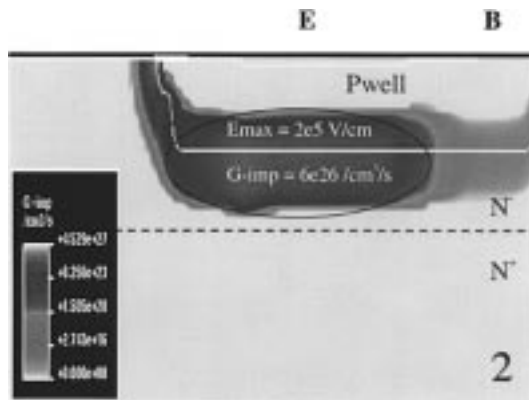 E B
Pwell
Emax = 2e5 V/cm
G-imp = 6e26 /cm³/s
N⁻
N⁺
G-imp
/cm3/s
2